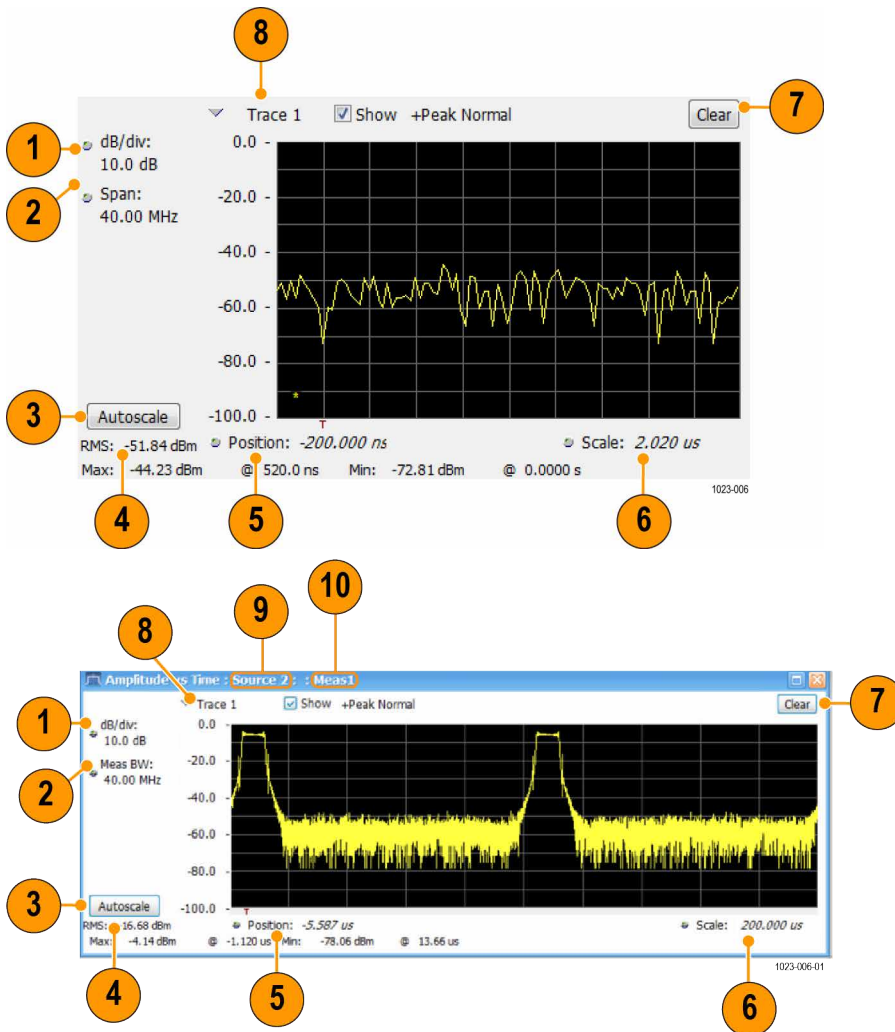 8
7
1
2
3
4
5
6
Trace 1 Show +Peak Normal Clear
dB/div:
10.0 dB
Span:
40.00 MHz
0.0 -
-20.0 -
-40.0 -
-60.0 -
-80.0 -
-100.0 -
Autoscale
T
RMS: -51.84 dBm Position: -200.000 ns Scale: 2.020 us
Max: -44.23 dBm @ 520.0 ns Min: -72.81 dBm @ 0.0000 s
1023-006
10
9
8
7
1
2
3
4
5
6
Amplitude vs Time : Source 2 : : Meas1
Trace 1 Show +Peak Normal Clear
dB/div:
10.0 dB
Meas BW:
40.00 MHz
0.0 -
-20.0 -
-40.0 -
-60.0 -
-80.0 -
-100.0 -
Autoscale
T
RMS: 16.68 dBm Position: -5.587 us Scale: 200.000 us
Max: -4.14 dBm @ -1.120 us Min: -78.06 dBm @ 13.66 us
1023-006-01